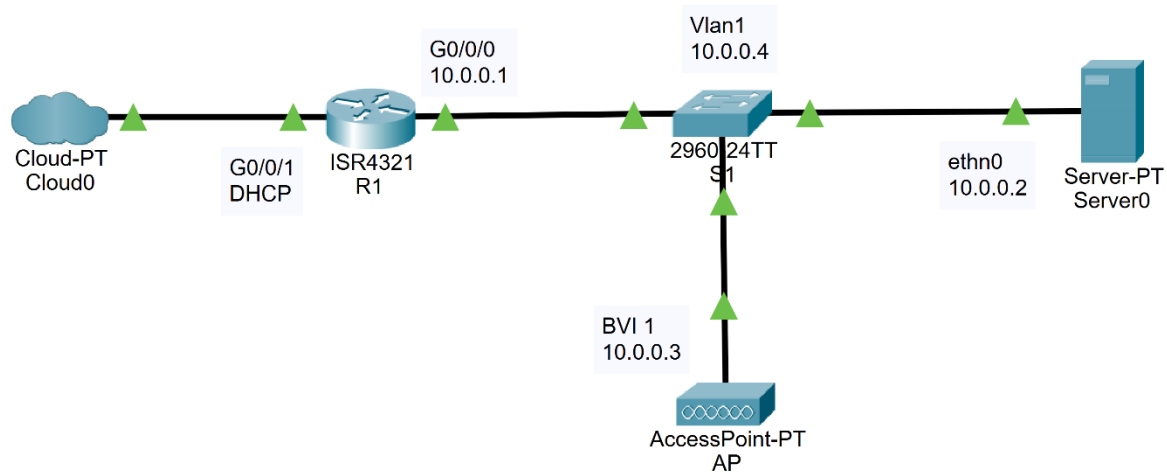 Vlan1
10.0.0.4
G0/0/0
10.0.0.1
Cloud-PT
Cloud0
G0/0/1
DHCP
ISR4321
R1
2960-24TT
S1
ethn0
10.0.0.2
Server-PT
Server0
BVI 1
10.0.0.3
AccessPoint-PT
AP